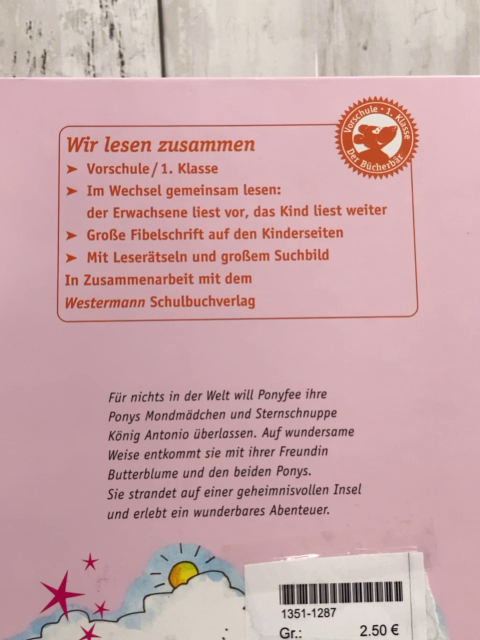 Vorschule · 1. Klasse
Der Bücherbär
Wir lesen zusammen
➤ Vorschule / 1. Klasse
➤ Im Wechsel gemeinsam lesen:
der Erwachsene liest vor, das Kind liest weiter
➤ Große Fibelschrift auf den Kinderseiten
➤ Mit Leserätseln und großem Suchbild
In Zusammenarbeit mit dem
Westermann Schulbuchverlag
Für nichts in der Welt will Ponyfee ihre
Ponys Mondmädchen und Sternschnuppe
König Antonio überlassen. Auf wundersame
Weise entkommt sie mit ihrer Freundin
Butterblume und den beiden Ponys.
Sie strandet auf einer geheimnisvollen Insel
und erlebt ein wunderbares Abenteuer.
1351-1287
Gr.: 2.50 €